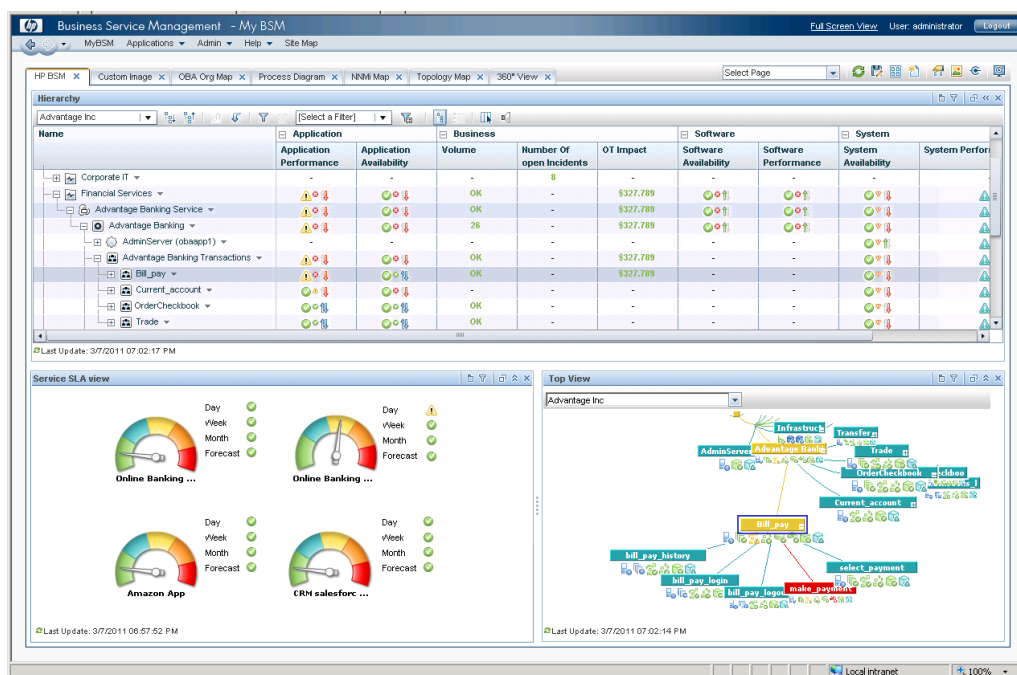 hp Business Service Management - My BSM Full Screen View User: administrator Logout
MyBSM Applications Admin Help Site Map
HP BSM Custom Image OBA Org Map Process Diagram NNMi Map Topology Map 360° View Select Page
Hierarchy
Advantage Inc [Select a Filter]
Name Application Business Software System
Application Performance Application Availability Volume Number Of open Incidents OT Impact Software Availability Software Performance System Availability System Perforr
Corporate IT - - - 8 - - - -
Financial Services OK - $327.789
Advantage Banking Service OK - $327.789
Advantage Banking 26 - $327.789
AdminServer (obaapp1) - - - - - - -
Advantage Banking Transactions OK - $327.789 - -
Bill_pay OK - $327.789 - -
Current_account - - - - -
OrderCheckbook OK - - - -
Trade OK - - - -
Last Update: 3/7/2011 07:02:17 PM
Service SLA view
Day
Week
Month
Forecast
Online Banking ...
Day
Week
Month
Forecast
Online Banking ...
Day
Week
Month
Forecast
Amazon App
Day
Week
Month
Forecast
CRM salesforc ...
Last Update: 3/7/2011 06:57:52 PM
Top View
Advantage Inc
Infrastruc
Transfer
AdminServer
Advantage Bank
Trade
OrderCheckbook
Current_account
Bill_pay
bill_pay_history
select_payment
bill_pay_login
bill_pay_logou
make_payment
Last Update: 3/7/2011 07:02:14 PM
Local intranet 100%